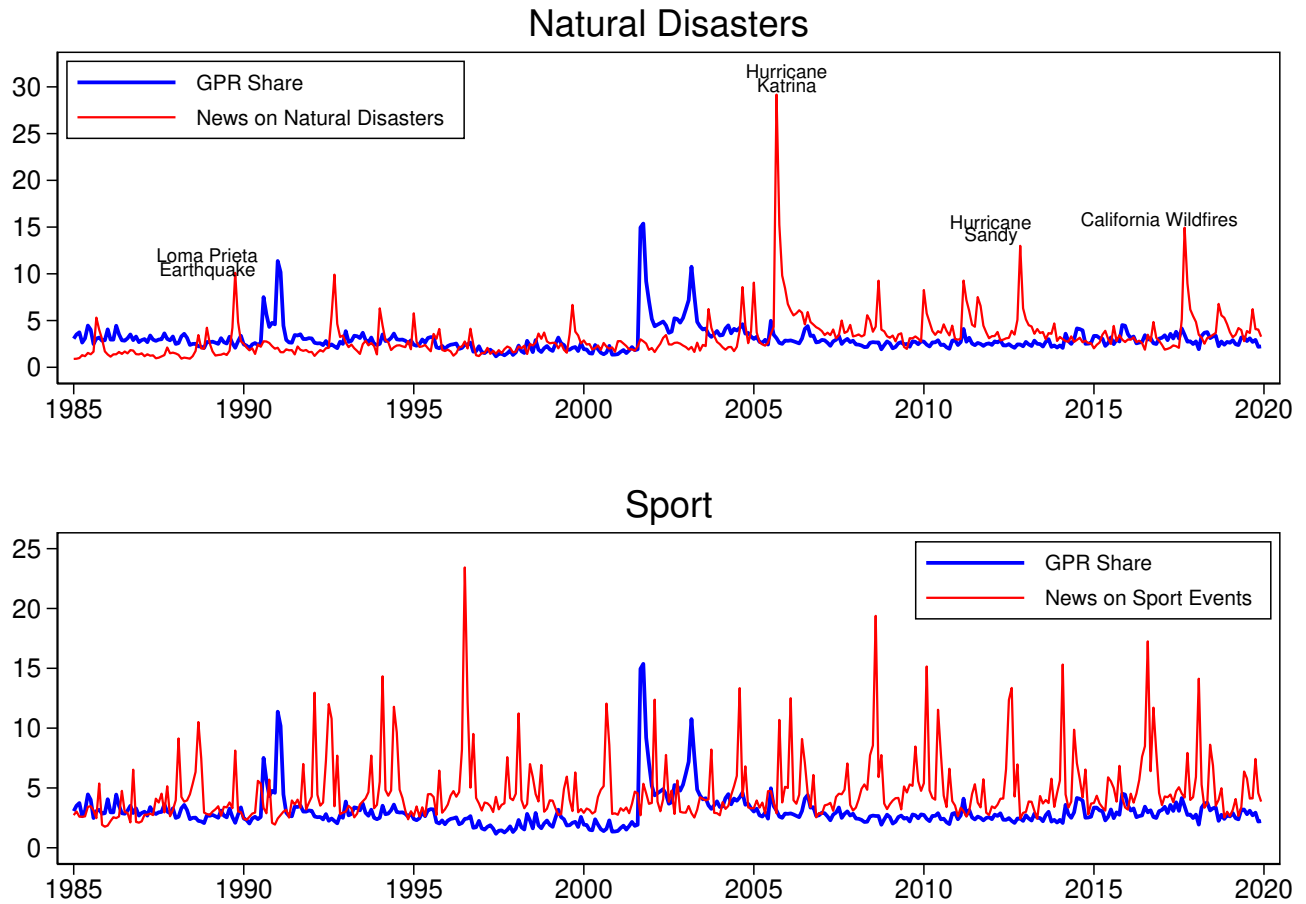 Natural Disasters
GPR Share
News on Natural Disasters
Hurricane
Katrina
Loma Prieta
Earthquake
Hurricane
Sandy
California Wildfires
30
25
20
15
10
5
0
1985 1990 1995 2000 2005 2010 2015 2020
Sport
GPR Share
News on Sport Events
25
20
15
10
5
0
1985 1990 1995 2000 2005 2010 2015 2020